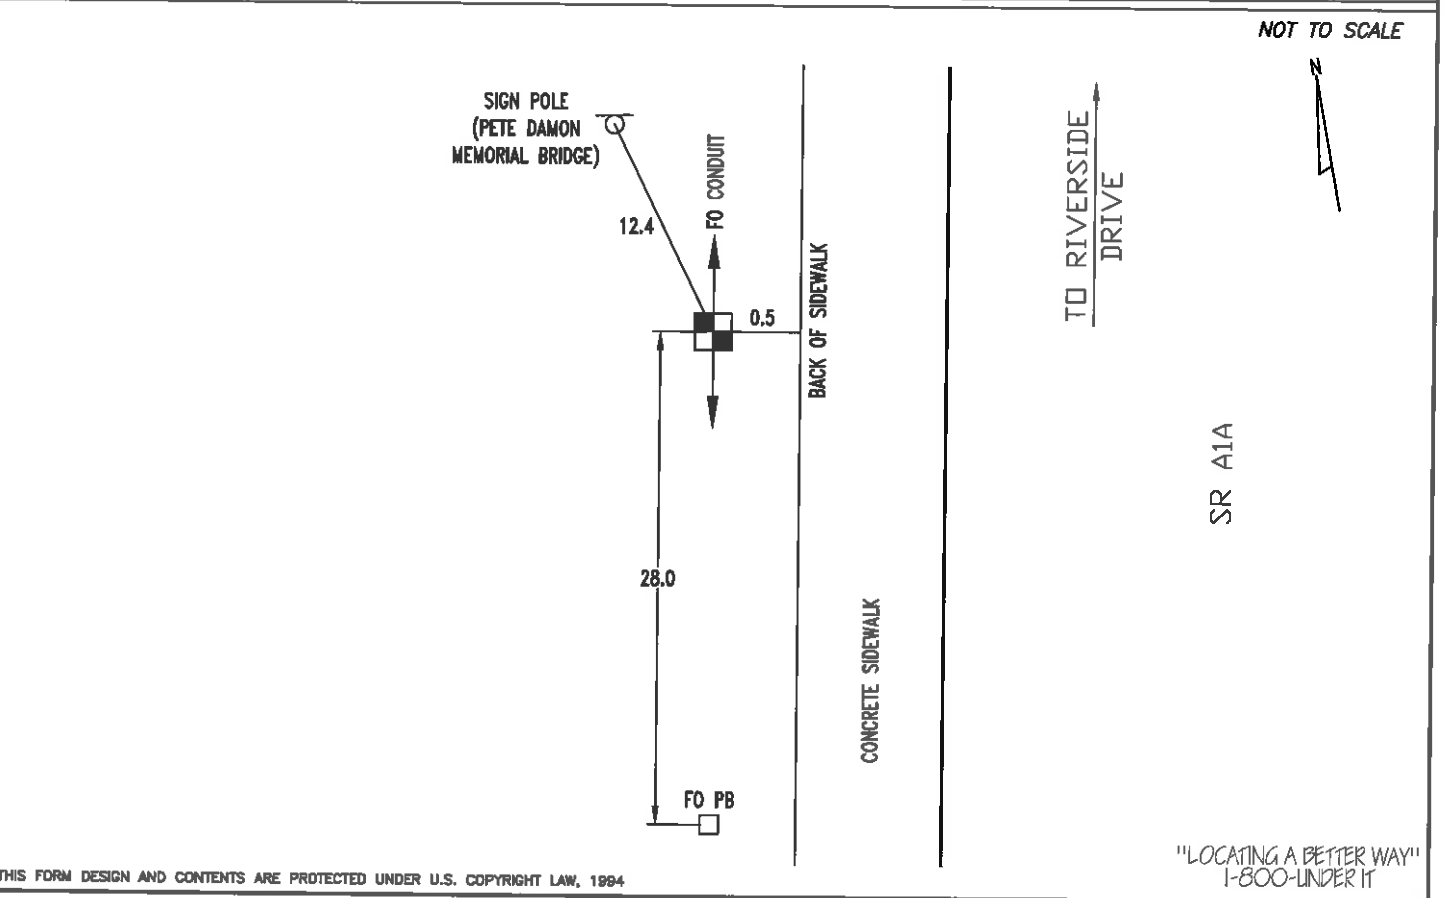 NOT TO SCALE
N
SIGN POLE
(PETE DAMON
MEMORIAL BRIDGE)
FO CONDUIT
12.4
0.5
BACK OF SIDEWALK
TO RIVERSIDE
DRIVE
SR A1A
28.0
CONCRETE SIDEWALK
FO PB
"LOCATING A BETTER WAY"
1-800-UNDER IT
THIS FORM DESIGN AND CONTENTS ARE PROTECTED UNDER U.S. COPYRIGHT LAW, 1994